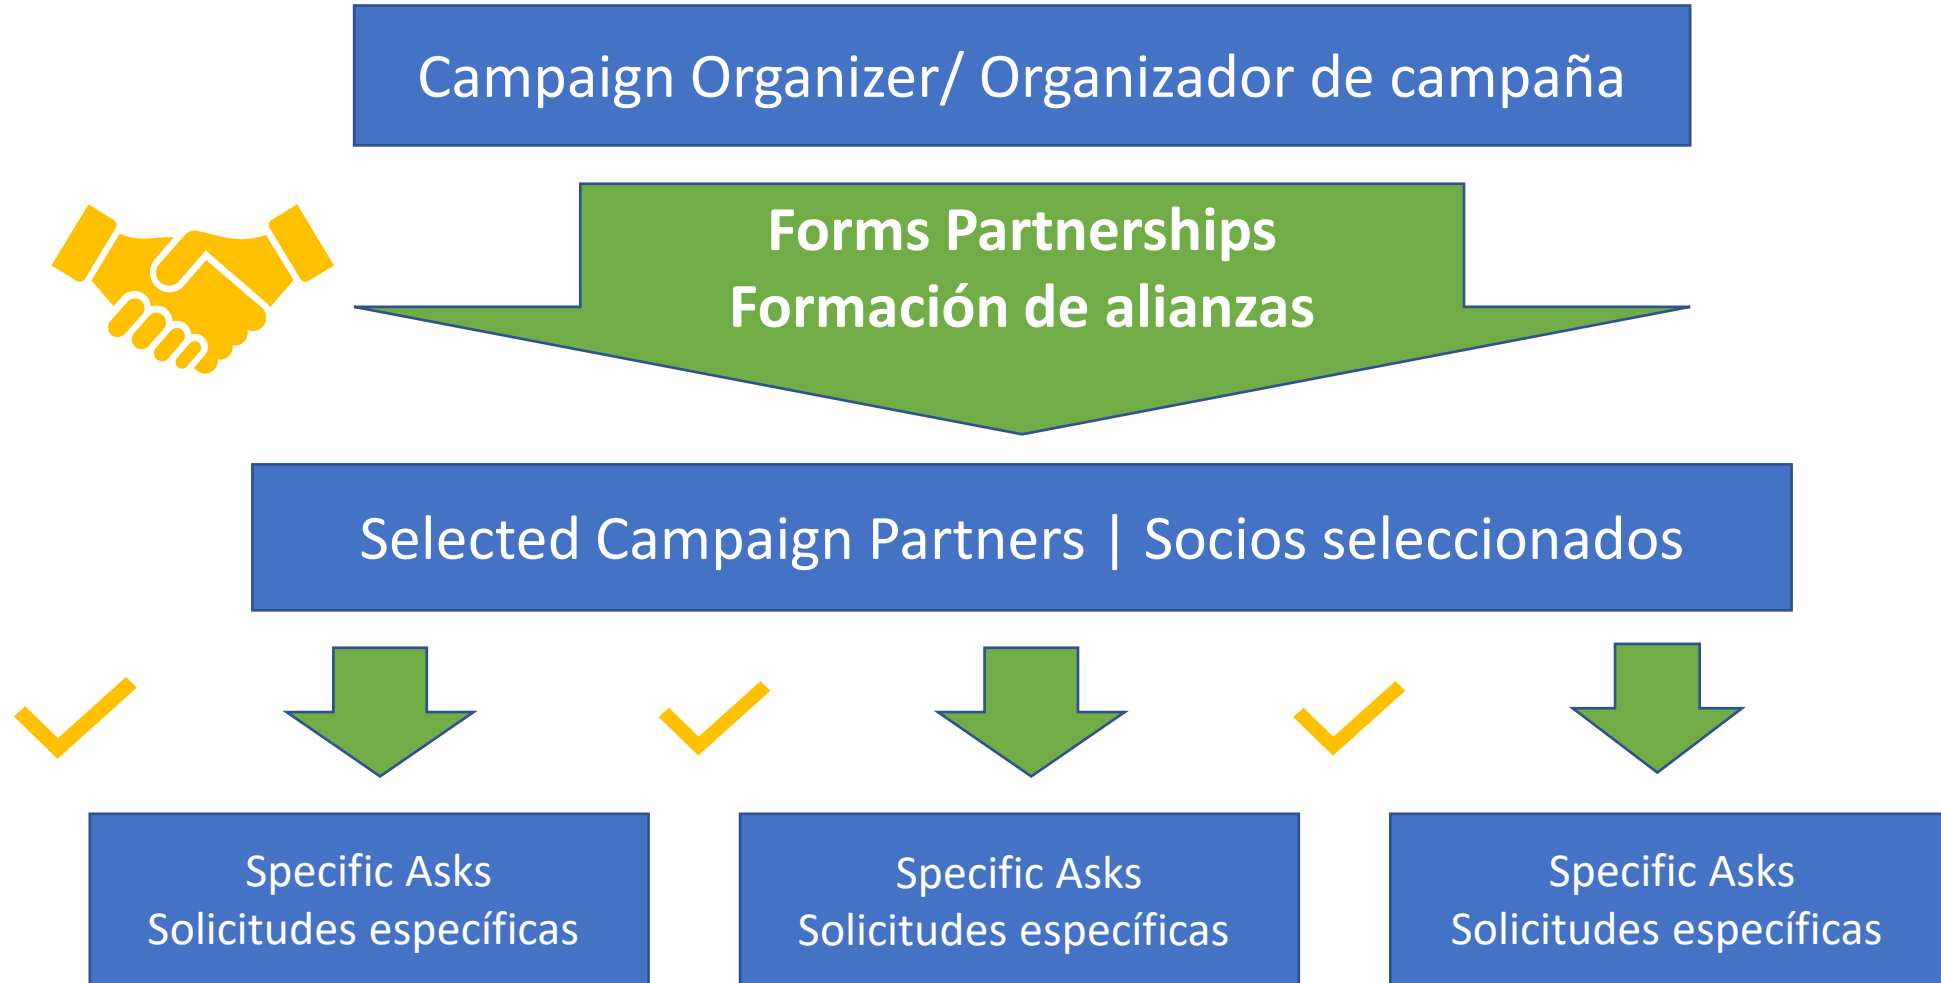 Campaign Organizer/ Organizador de campaña
Forms Partnerships
Formación de alianzas
Selected Campaign Partners | Socios seleccionados
Specific Asks
Solicitudes específicas
Specific Asks
Solicitudes específicas
Specific Asks
Solicitudes específicas